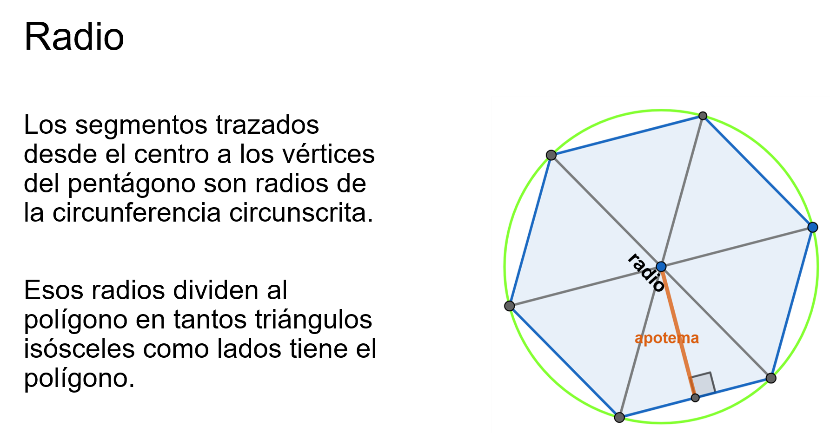 Radio
Los segmentos trazados
desde el centro a los vértices
del pentágono son radios de
la circunferencia circunscrita.
Esos radios dividen al
polígono en tantos triángulos
isósceles como lados tiene el
polígono.
radio
apotema